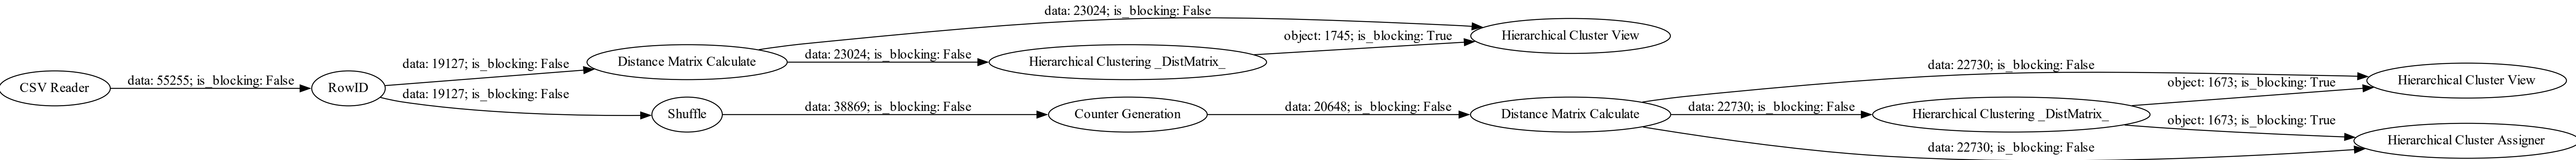 CSV Reader
data: 55255; is_blocking: False
RowID
data: 19127; is_blocking: False
data: 19127; is_blocking: False
Distance Matrix Calculate
Shuffle
data: 23024; is_blocking: False
data: 23024; is_blocking: False
Hierarchical Clustering _DistMatrix_
object: 1745; is_blocking: True
Hierarchical Cluster View
data: 38869; is_blocking: False
Counter Generation
data: 20648; is_blocking: False
Distance Matrix Calculate
data: 22730; is_blocking: False
data: 22730; is_blocking: False
data: 22730; is_blocking: False
Hierarchical Clustering _DistMatrix_
object: 1673; is_blocking: True
object: 1673; is_blocking: True
Hierarchical Cluster View
Hierarchical Cluster Assigner